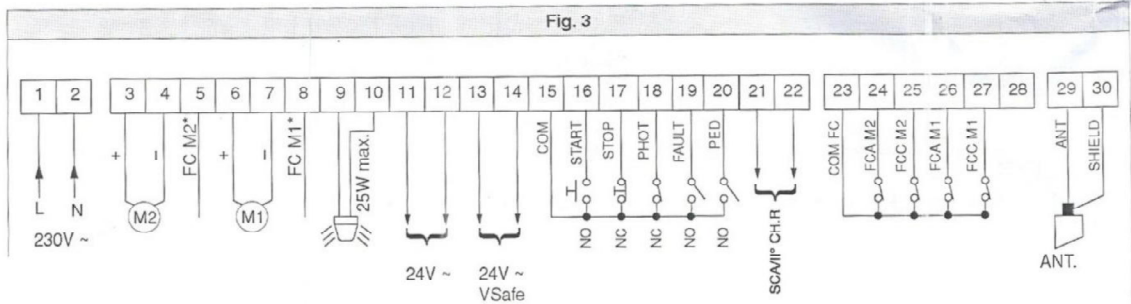 Fig. 3
1 2 3 4 5 6 7 8 9 10 11 12 13 14 15 16 17 18 19 20 21 22 23 24 25 26 27 28 29 30
+ − FC M2* + − FC M1* 25W max. COM START STOP PHOT FAULT PED COM FC FCA M2 FCC M2 FCA M1 FCC M1 ANT SHIELD
L N M2 M1
NO NC NC NO NO SCA/II° CH.R
230V ~ 24V ~ 24V ~ ANT.
VSafe